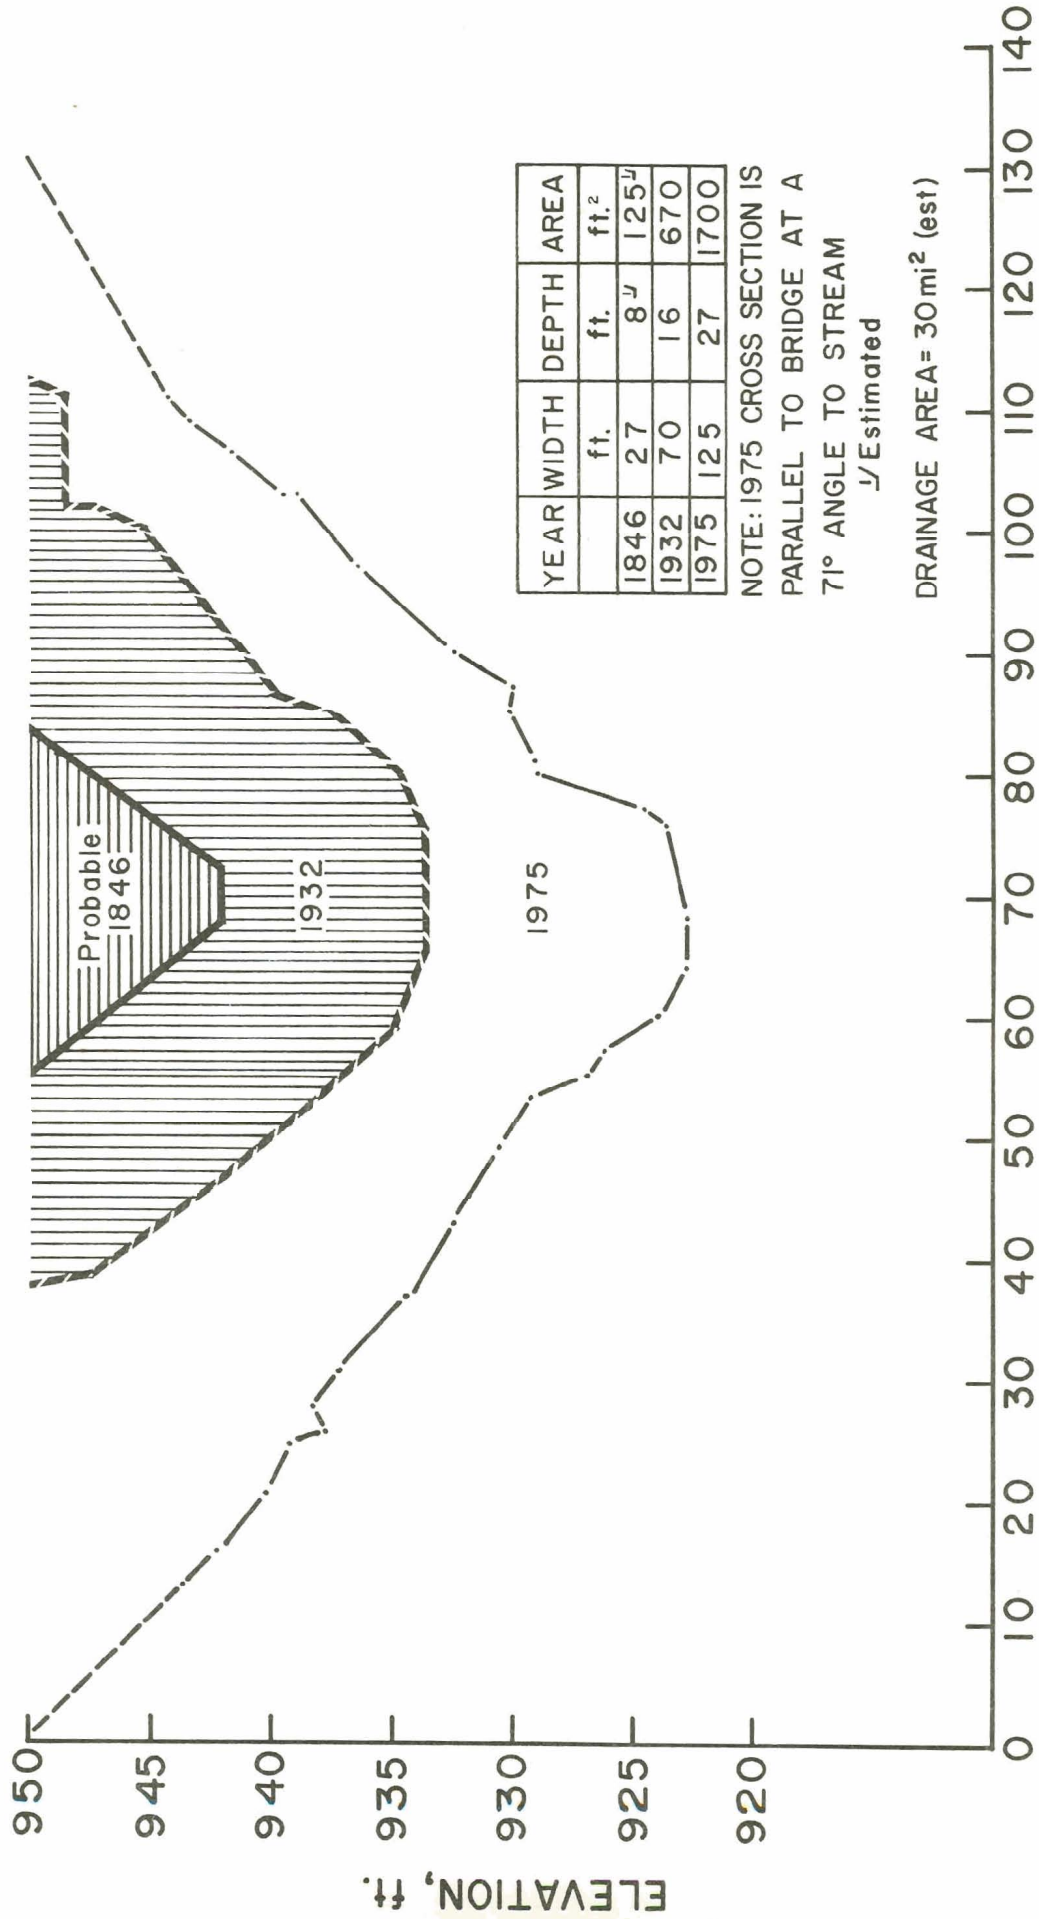 ELEVATION, ft.
950
945
940
935
930
925
920
Probable
1846
1932
1975
YEAR WIDTH DEPTH AREA
ft. ft. ft.²
1846 27 8 1/ 125 1/
1932 70 16 670
1975 125 27 1700
NOTE: 1975 CROSS SECTION IS
PARALLEL TO BRIDGE AT A
71° ANGLE TO STREAM
1/ Estimated
DRAINAGE AREA= 30mi² (est)
0 10 20 30 40 50 60 70 80 90 100 110 120 130 140